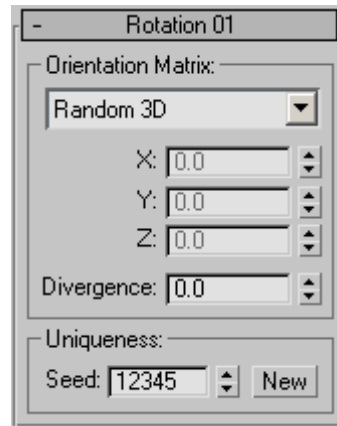 - Rotation 01
Orientation Matrix:
Random 3D
X: 0.0
Y: 0.0
Z: 0.0
Divergence: 0.0
Uniqueness:
Seed: 12345 New